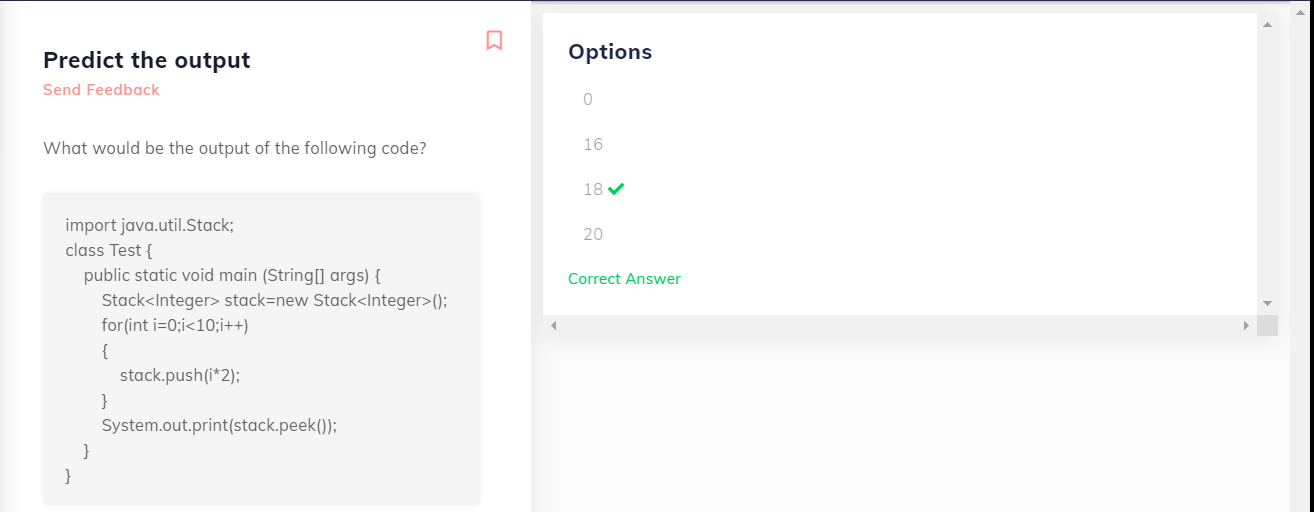 Predict the output
Send Feedback
What would be the output of the following code?
import java.util.Stack;
class Test {
public static void main (String[] args) {
Stack<Integer> stack=new Stack<Integer>();
for(int i=0;i<10;i++)
{
stack.push(i*2);
}
System.out.print(stack.peek());
}
}
Options
0
16
18
20
Correct Answer